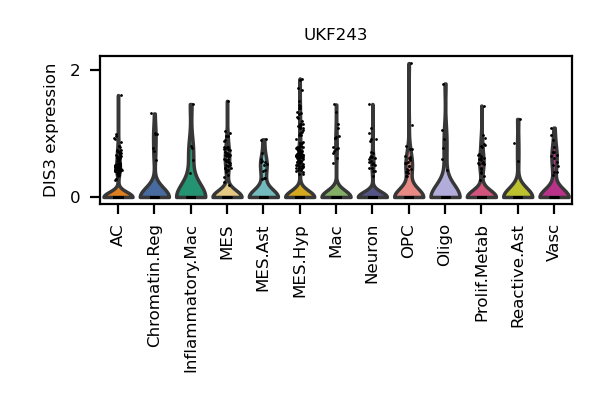 UKF243
DIS3 expression
2
0
AC
Chromatin.Reg
Inflammatory.Mac
MES
MES.Ast
MES.Hyp
Mac
Neuron
OPC
Oligo
Prolif.Metab
Reactive.Ast
Vasc